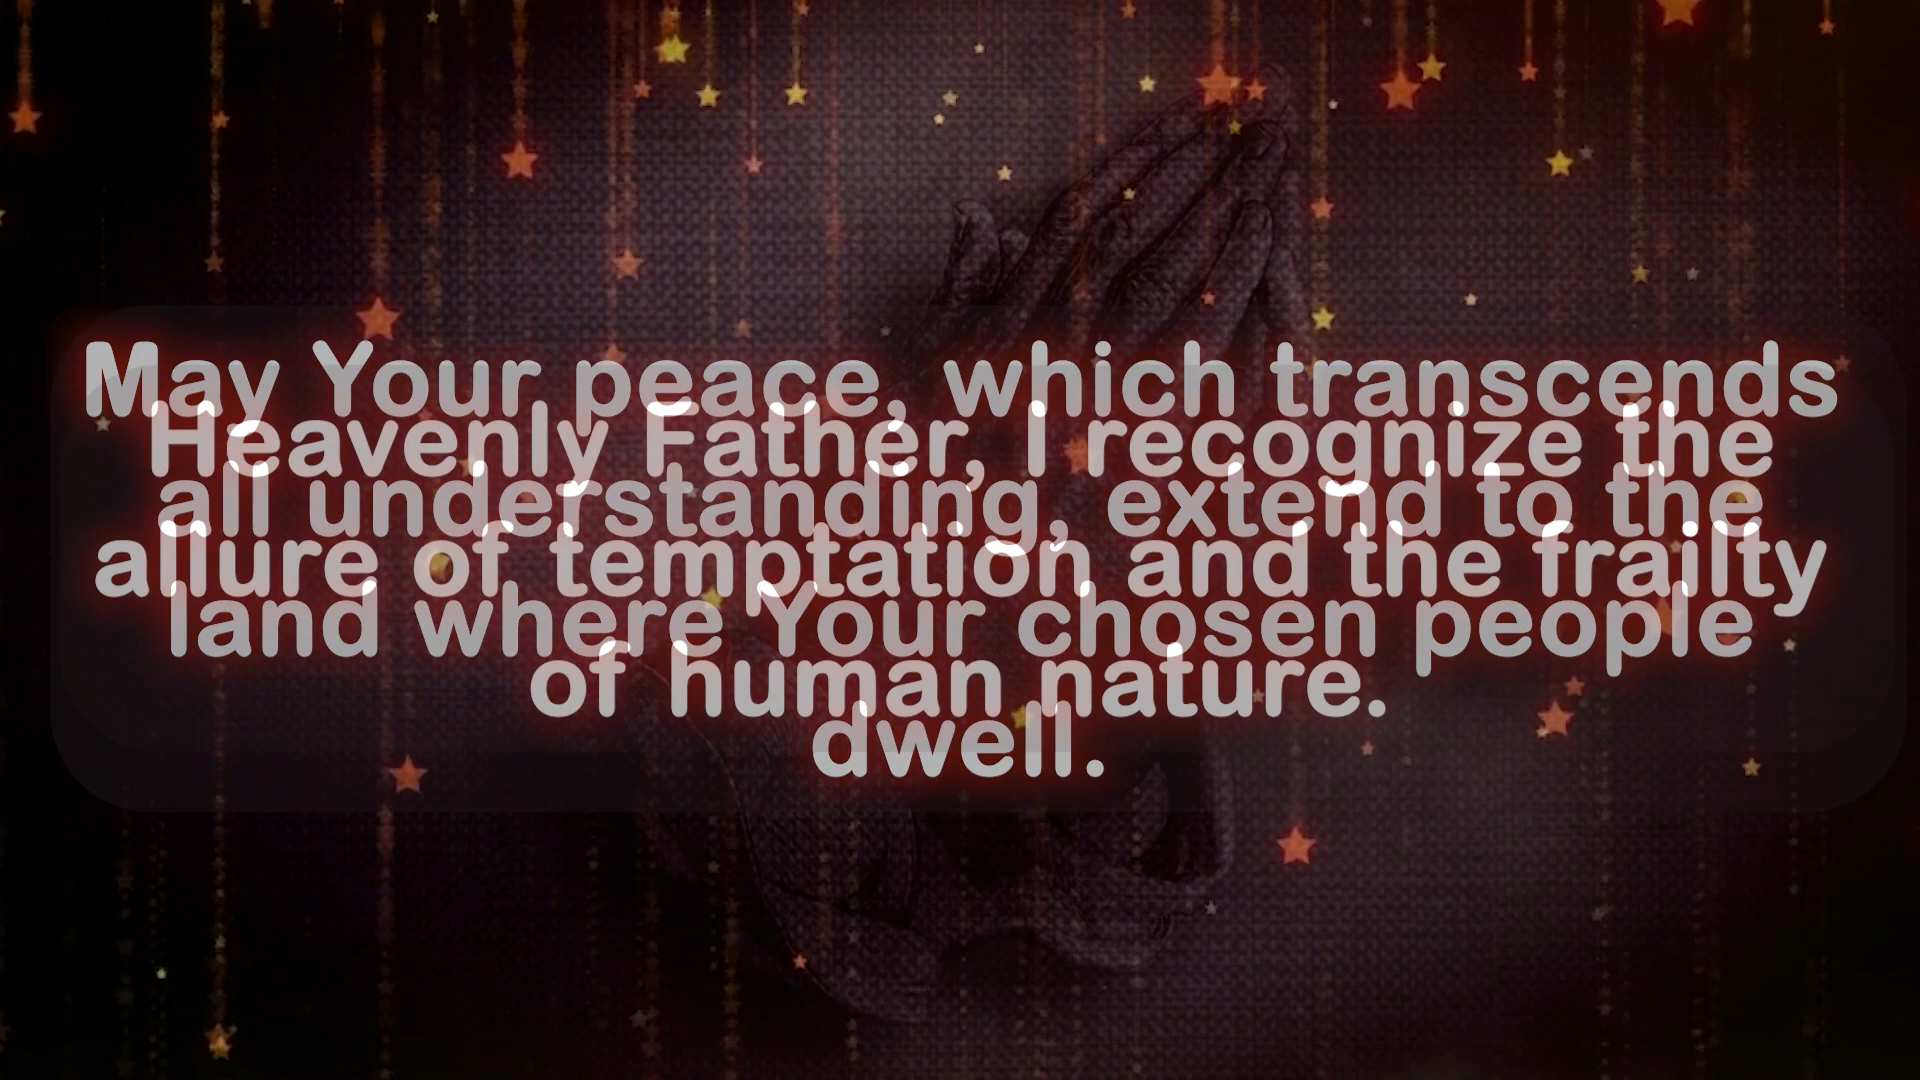 May Your peace, which transcends
all understanding, extend to the
land where Your chosen people
dwell.
Heavenly Father, I recognize the
allure of temptation and the frailty
of human nature.